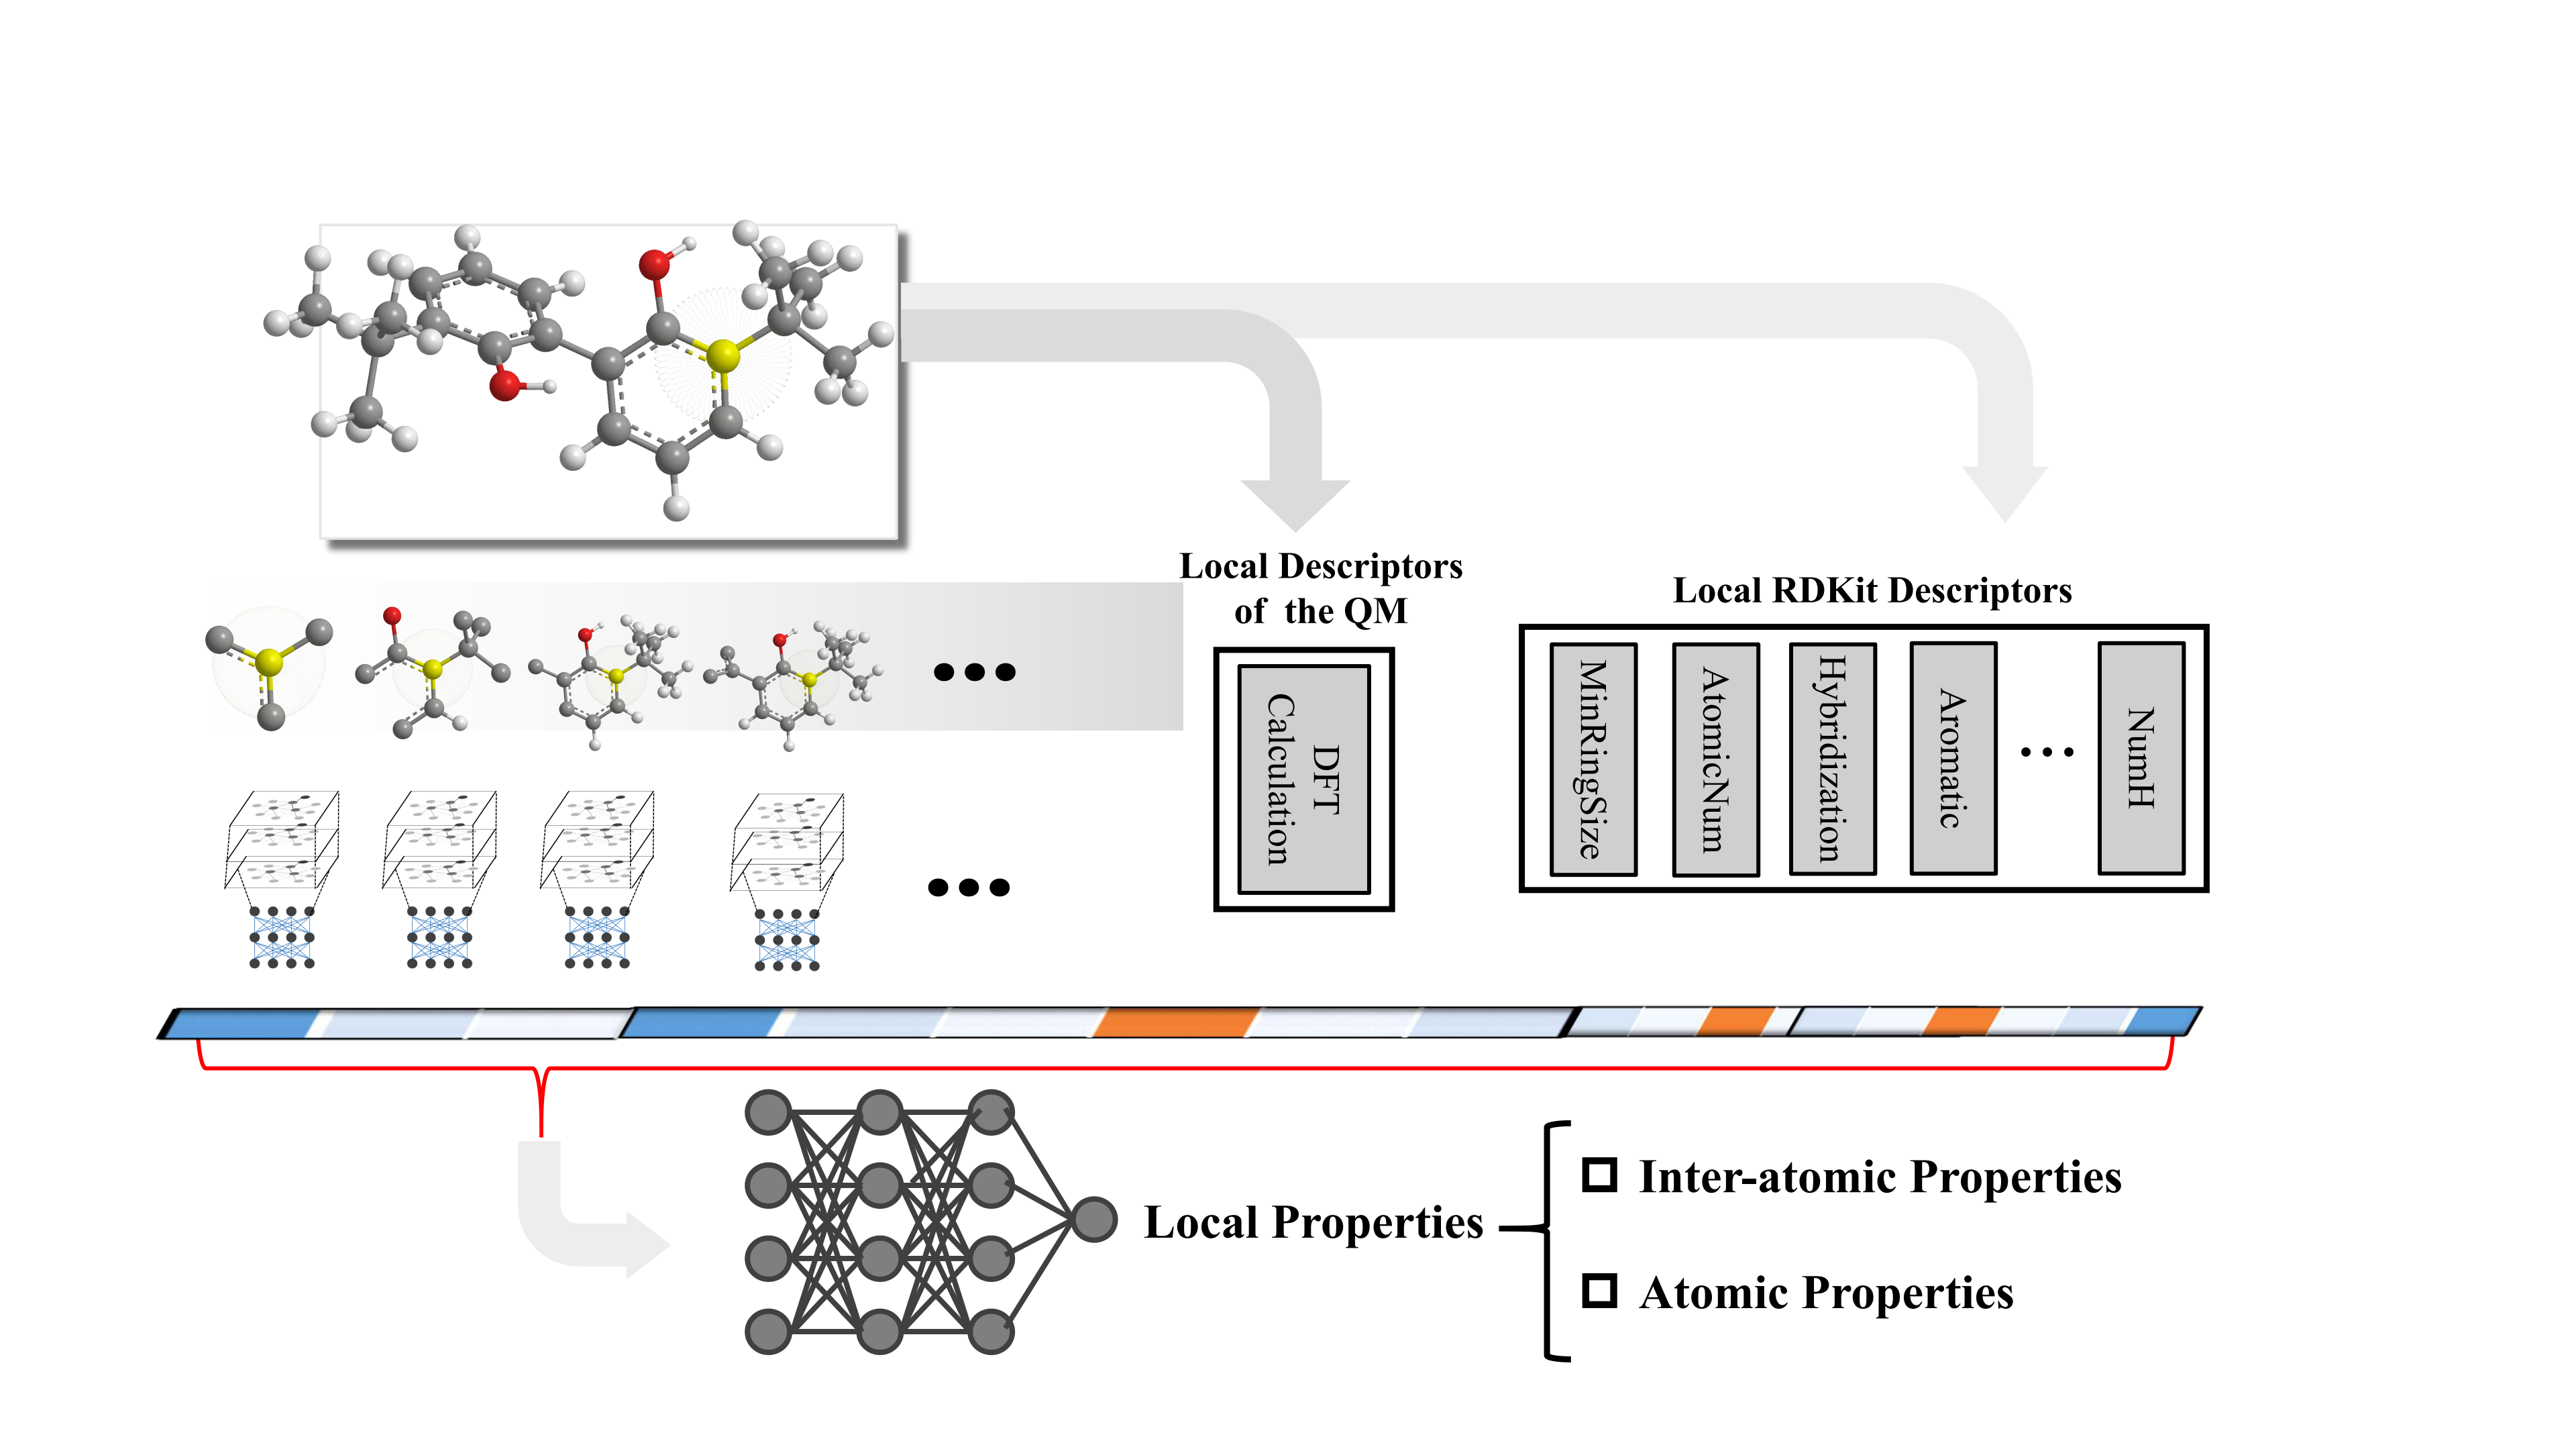 Local Descriptors
of the QM
Local RDKit Descriptors
DFT
Calculation
MinRingSize
AtomicNum
Hybridization
Aromatic
...
NumH
Local Properties
Inter-atomic Properties
Atomic Properties